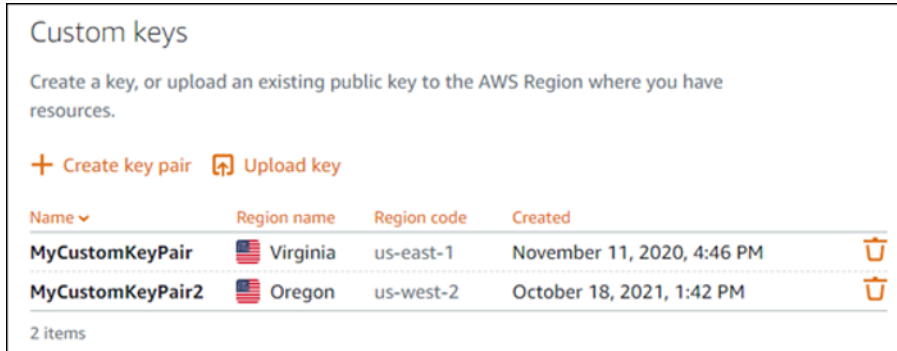 Custom keys
Create a key, or upload an existing public key to the AWS Region where you have
resources.
Create key pair Upload key
Name Region name Region code Created
MyCustomKeyPair Virginia us-east-1 November 11, 2020, 4:46 PM
MyCustomKeyPair2 Oregon us-west-2 October 18, 2021, 1:42 PM
2 items